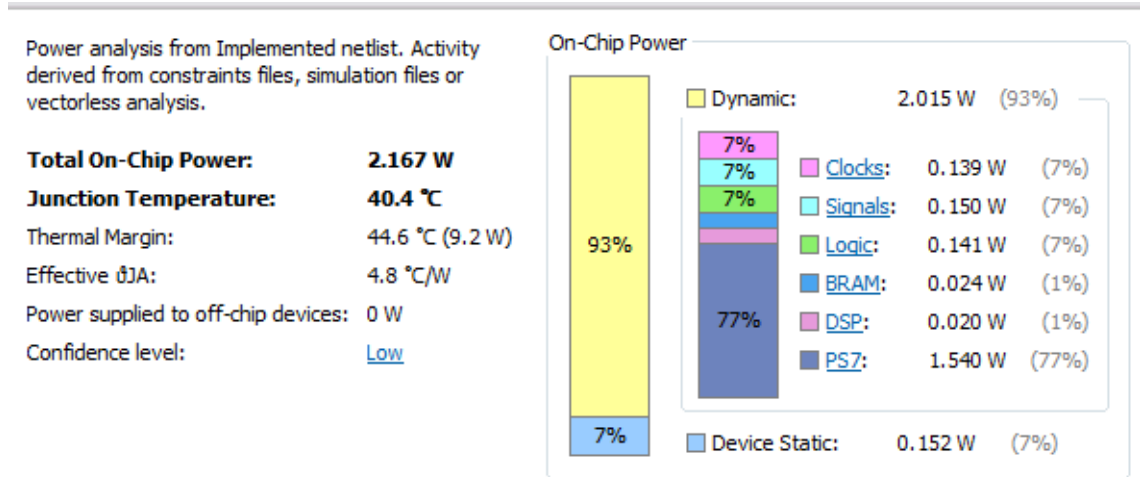 Power analysis from Implemented netlist. Activity
derived from constraints files, simulation files or
vectorless analysis.
Total On-Chip Power: 2.167 W
Junction Temperature: 40.4 °C
Thermal Margin: 44.6 °C (9.2 W)
Effective ϑJA: 4.8 °C/W
Power supplied to off-chip devices: 0 W
Confidence level: Low
On-Chip Power
93%
7%
Dynamic: 2.015 W (93%)
7%
7%
7%
77%
Clocks: 0.139 W (7%)
Signals: 0.150 W (7%)
Logic: 0.141 W (7%)
BRAM: 0.024 W (1%)
DSP: 0.020 W (1%)
PS7: 1.540 W (77%)
Device Static: 0.152 W (7%)